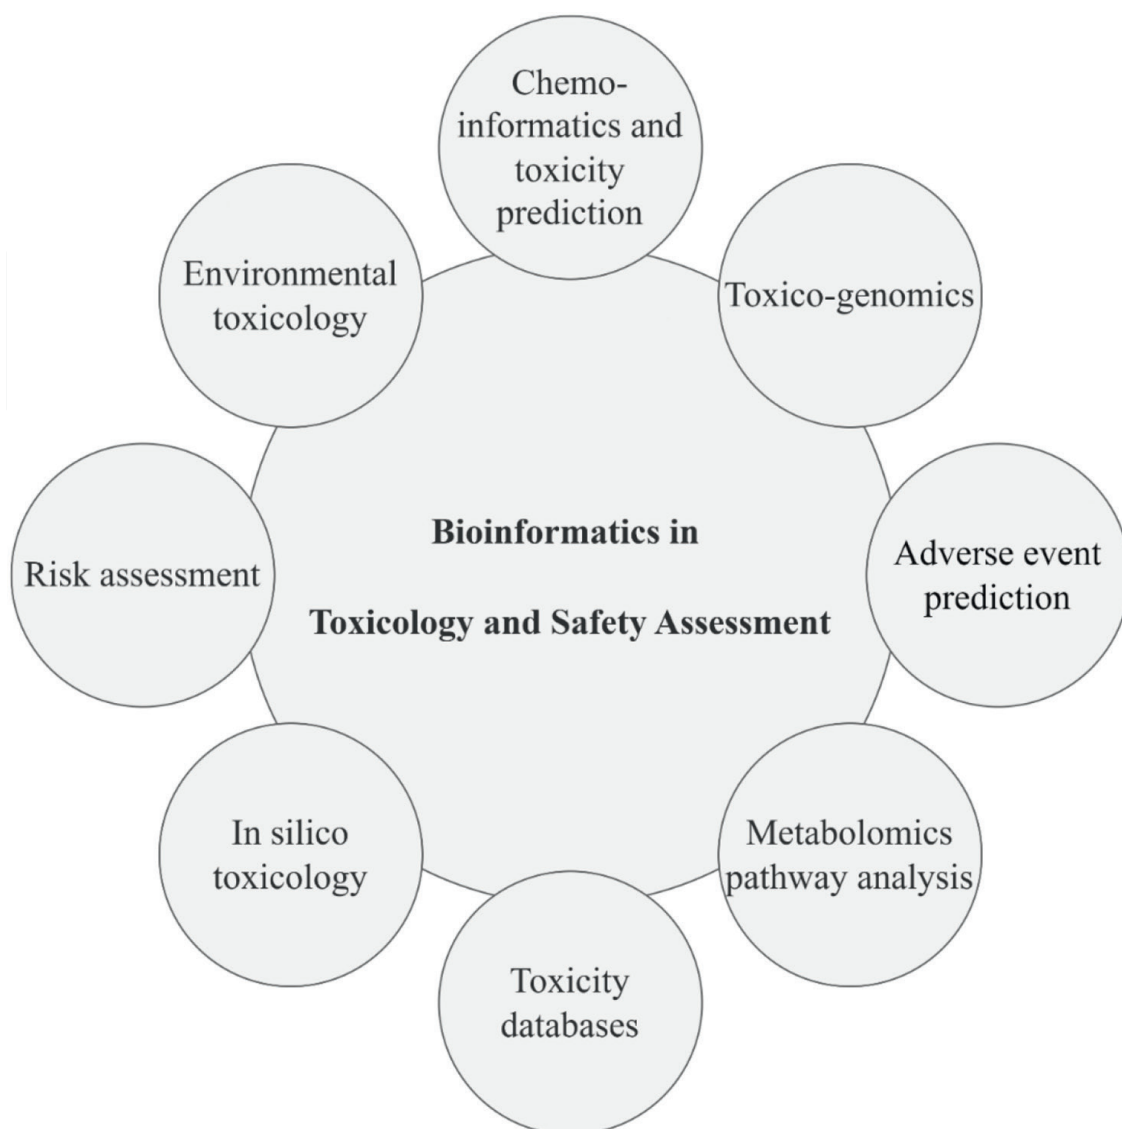 Chemo-
informatics and
toxicity
prediction
Toxico-genomics
Adverse event
prediction
Metabolomics
pathway analysis
Toxicity
databases
In silico
toxicology
Risk assessment
Environmental
toxicology
Bioinformatics in
Toxicology and Safety Assessment